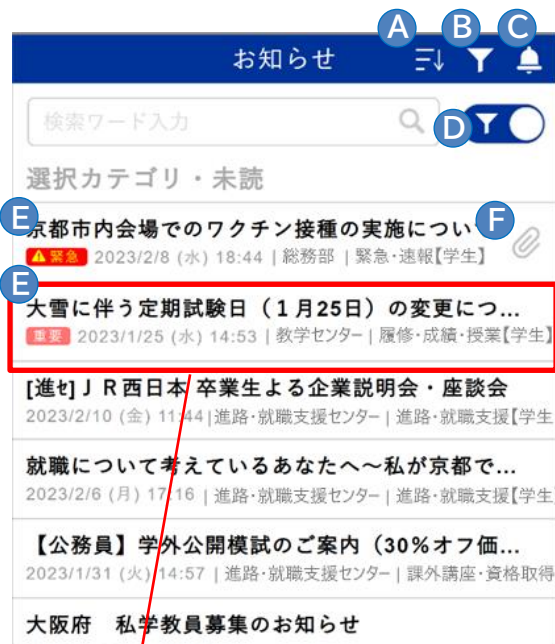 A B C
お知らせ
検索ワード入力
D
選択カテゴリ・未読
E F
京都市内会場でのワクチン接種の実施につい
緊急 2023/2/8 (水) 18:44 | 総務部 | 緊急・速報【学生】
E
大雪に伴う定期試験日（１月25日）の変更につ...
重要 2023/1/25 (水) 14:53 | 教学センター | 履修・成績・授業【学生】
[進ｾ]ＪＲ西日本 卒業生よる企業説明会・座談会
2023/2/10 (金) 11:44 | 進路・就職支援センター | 進路・就職支援【学生
就職について考えているあなたへ～私が京都で...
2023/2/6 (月) 17:16 | 進路・就職支援センター | 進路・就職支援【学生
【公務員】学外公開模試のご案内（30％オフ価...
2023/1/31 (火) 14:57 | 進路・就職支援センター | 課外講座・資格取得
大阪府　私学教員募集のお知らせ